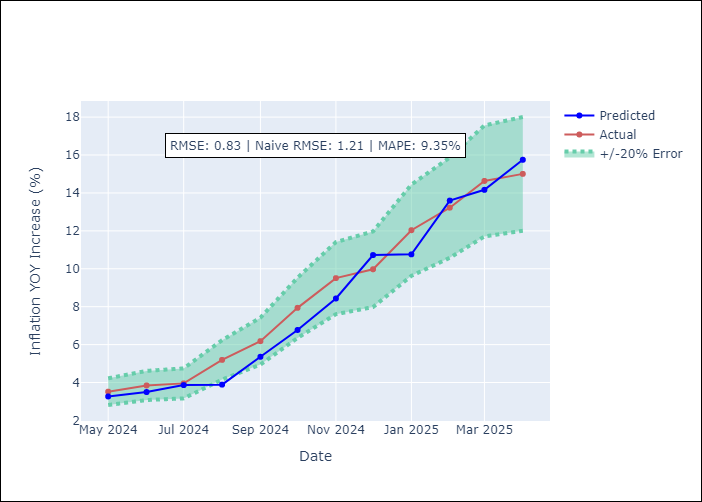 18
16
14
12
10
8
6
4
2
Inflation YOY Increase (%)
RMSE: 0.83 | Naive RMSE: 1.21 | MAPE: 9.35%
Predicted
Actual
+/-20% Error
May 2024
Jul 2024
Sep 2024
Nov 2024
Jan 2025
Mar 2025
Date